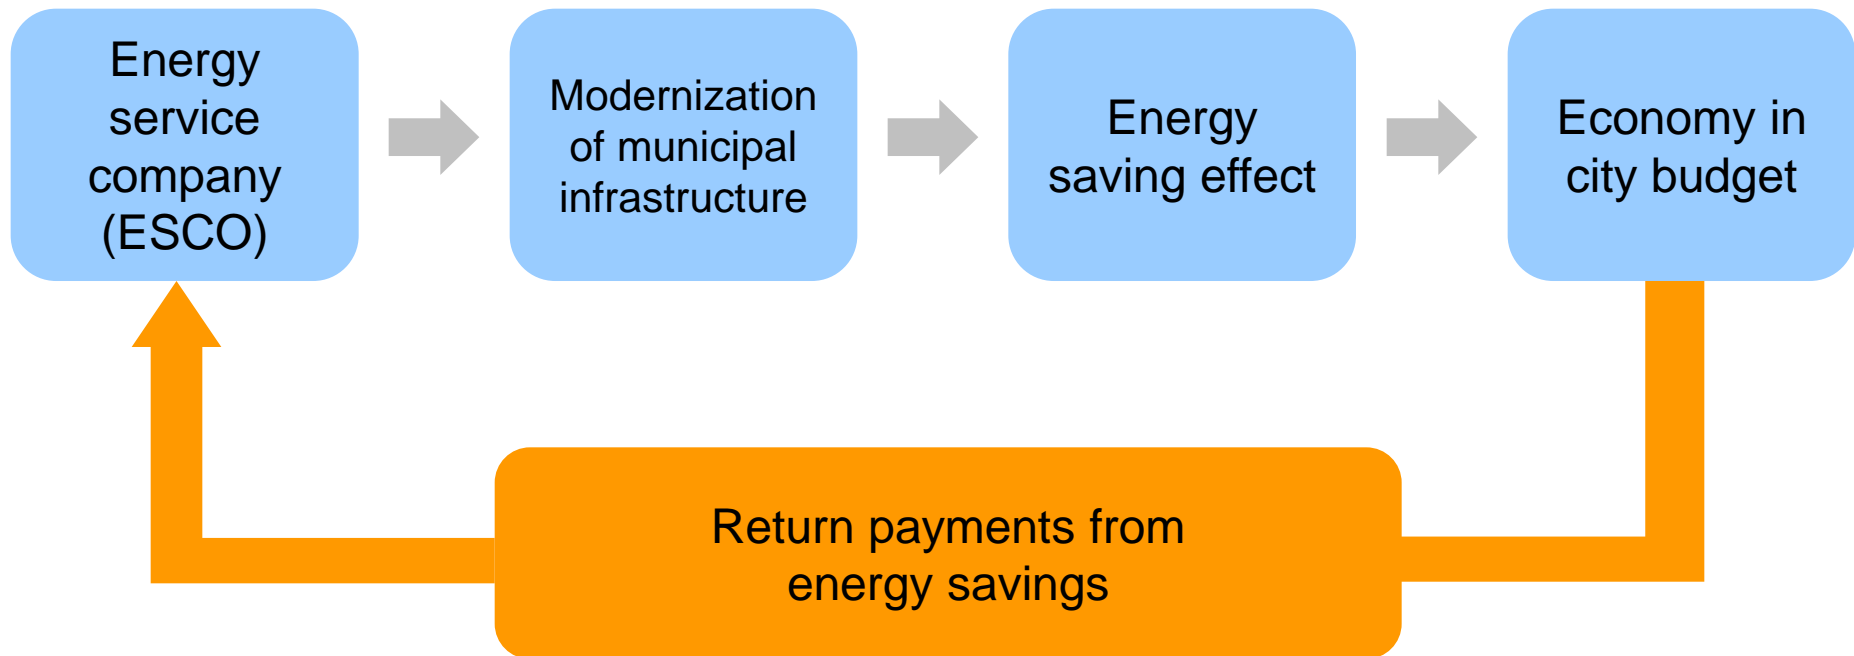 Energy
service
company
(ESCO)
Modernization
of municipal
infrastructure
Energy
saving effect
Economy in
city budget
Return payments from
energy savings